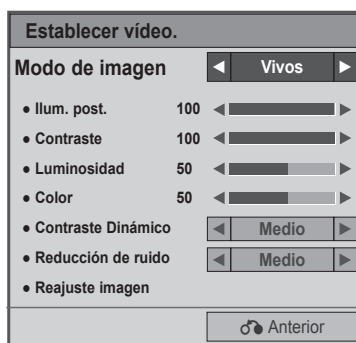 Establecer vídeo.
Modo de imagen ◄ Vivos ►
● Ilum. post. 100 ◄ ►
● Contraste 100 ◄ ►
● Luminosidad 50 ◄ ►
● Color 50 ◄ ►
● Contraste Dinámico ◄ Medio ►
● Reducción de ruido ◄ Medio ►
● Reajuste imagen
Anterior